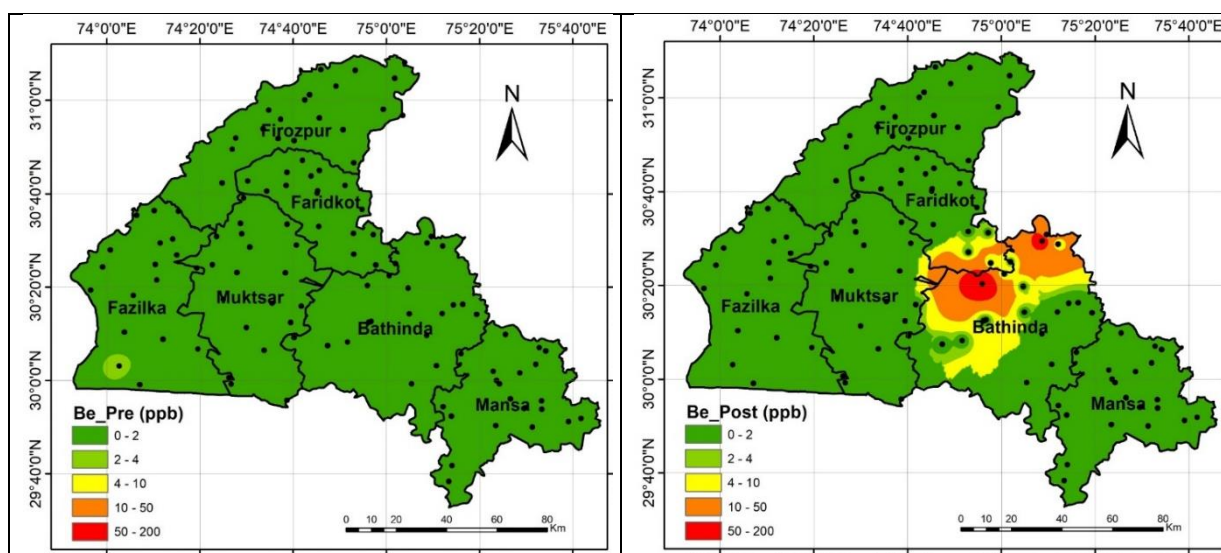 74°0'0"E 74°20'0"E 74°40'0"E 75°0'0"E 75°20'0"E 75°40'0"E
31°0'0"N
30°40'0"N
30°20'0"N
30°0'0"N
29°40'0"N
N
Firozpur
Faridkot
Fazilka
Muktsar
Bathinda
Mansa
Be_Pre (ppb)
0 - 2
2 - 4
4 - 10
10 - 50
50 - 200
0 10 20 40 60 80
Km
74°0'0"E 74°20'0"E 74°40'0"E 75°0'0"E 75°20'0"E 75°40'0"E
31°0'0"N
30°40'0"N
30°20'0"N
30°0'0"N
29°40'0"N
N
Firozpur
Faridkot
Fazilka
Muktsar
Bathinda
Mansa
Be_Post (ppb)
0 - 2
2 - 4
4 - 10
10 - 50
50 - 200
0 10 20 40 60 80
Km